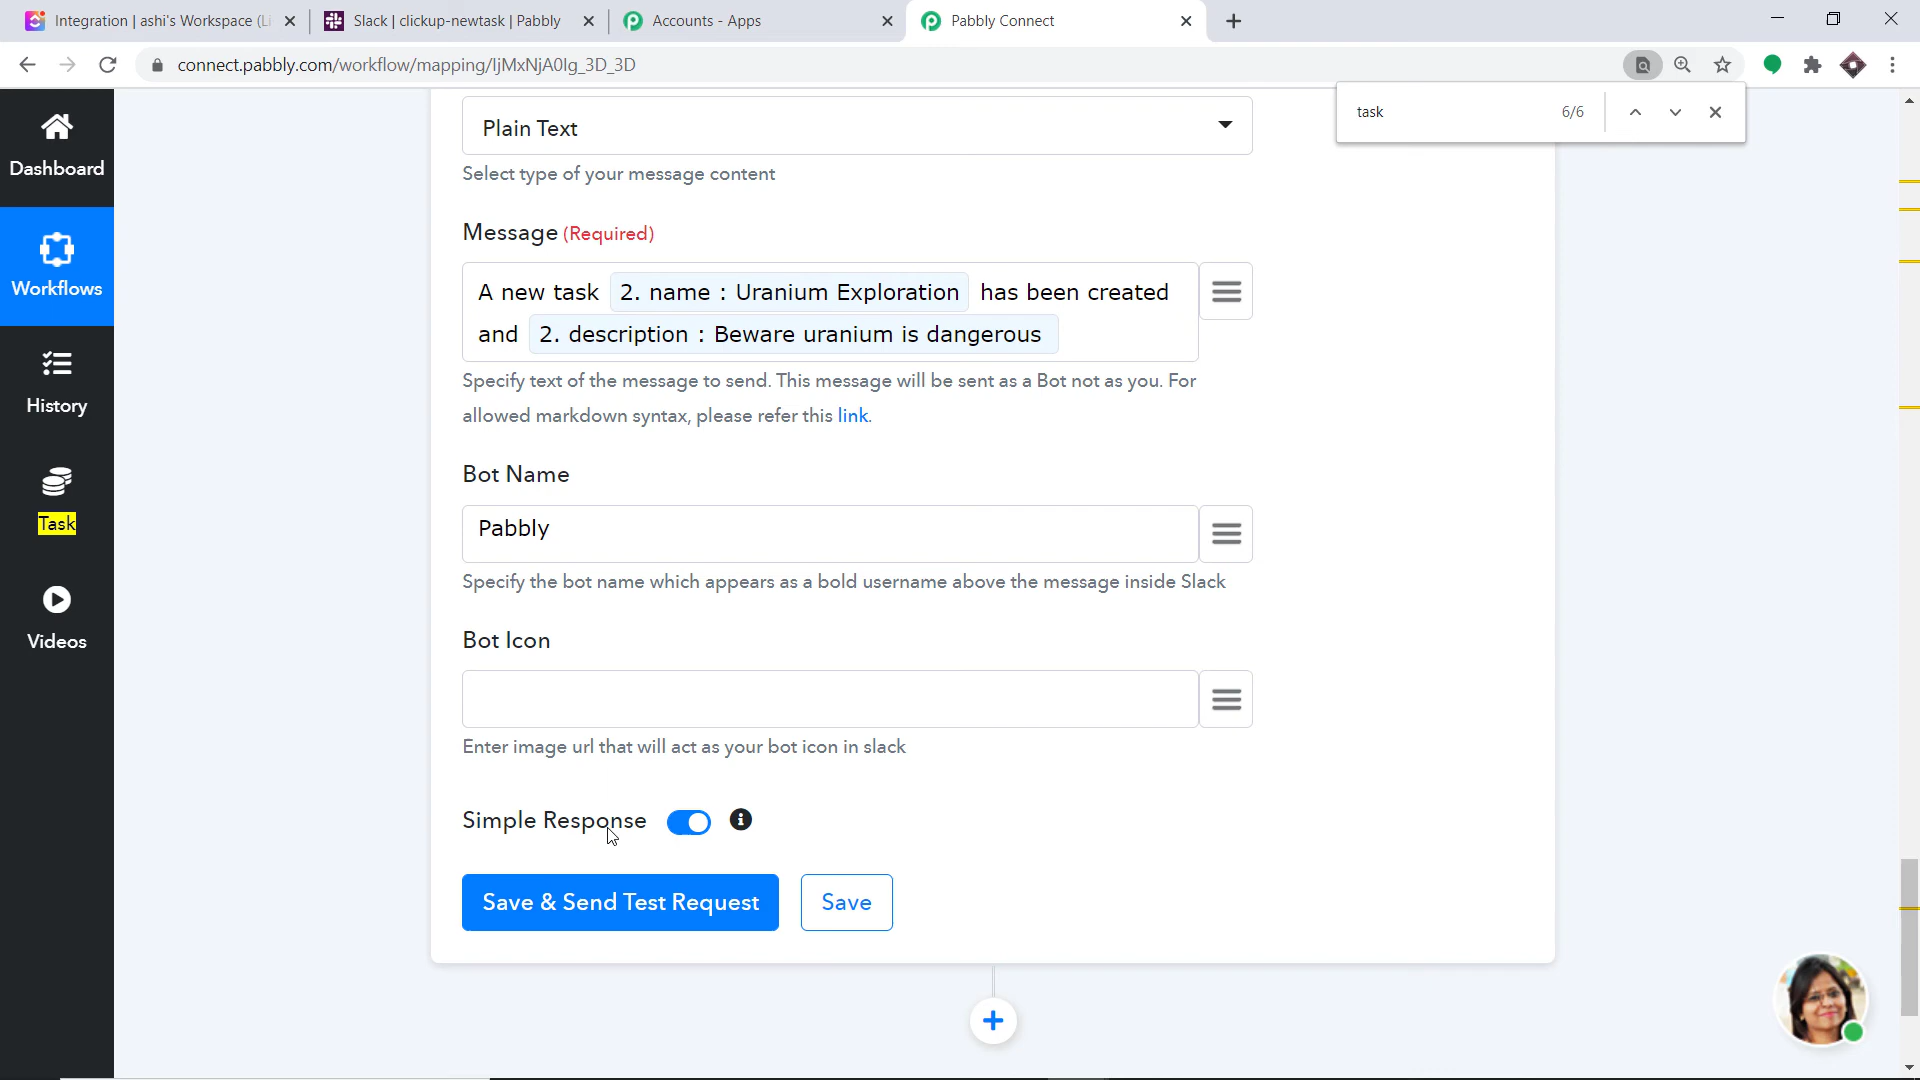 Integration | ashi's Workspace (Li
Slack | clickup-newtask | Pabbly
Accounts - Apps
Pabbly Connect
connect.pabbly.com/workflow/mapping/IjMxNjA0Ig_3D_3D
task
6/6
Dashboard
Workflows
History
Task
Videos
Plain Text
Select type of your message content
Message (Required)
A new task 2. name : Uranium Exploration has been created
and 2. description : Beware uranium is dangerous
Specify text of the message to send. This message will be sent as a Bot not as you. For
allowed markdown syntax, please refer this link.
Bot Name
Pabbly
Specify the bot name which appears as a bold username above the message inside Slack
Bot Icon
Enter image url that will act as your bot icon in slack
Simple Response
Save & Send Test Request
Save